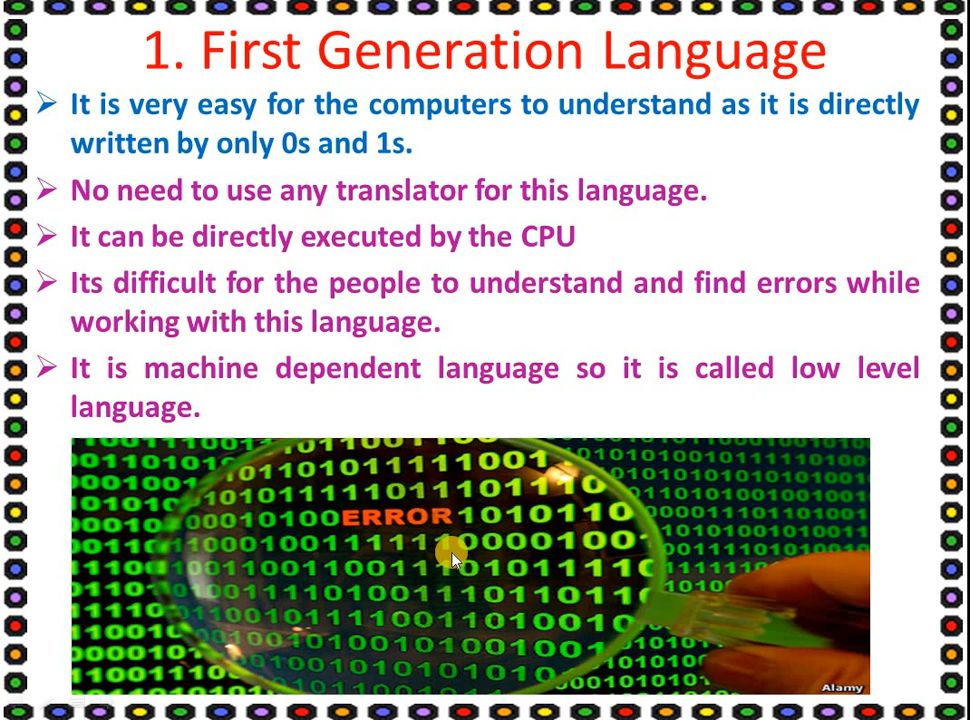 1. First Generation Language
It is very easy for the computers to understand as it is directly
written by only 0s and 1s.
No need to use any translator for this language.
It can be directly executed by the CPU
Its difficult for the people to understand and find errors while
working with this language.
It is machine dependent language so it is called low level
language.
ERROR
Alamy